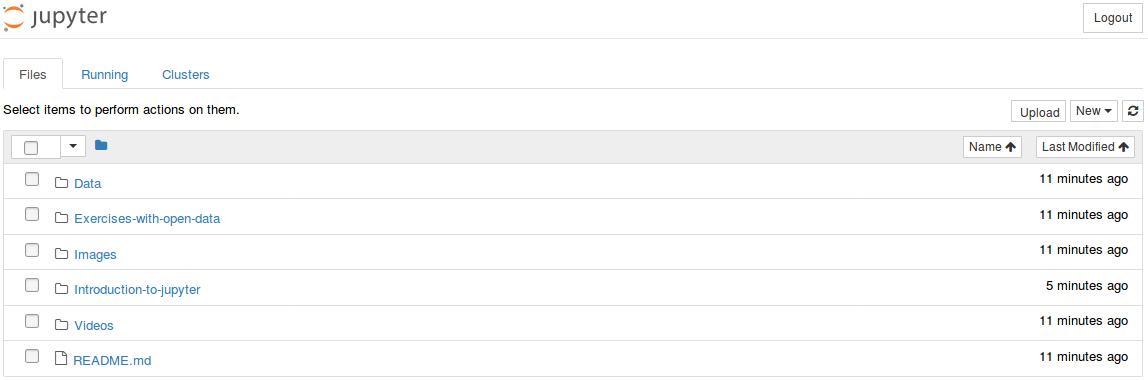 jupyter
Logout
Files Running Clusters
Select items to perform actions on them.
Upload New
Name Last Modified
Data 11 minutes ago
Exercises-with-open-data 11 minutes ago
Images 11 minutes ago
Introduction-to-jupyter 5 minutes ago
Videos 11 minutes ago
README.md 11 minutes ago